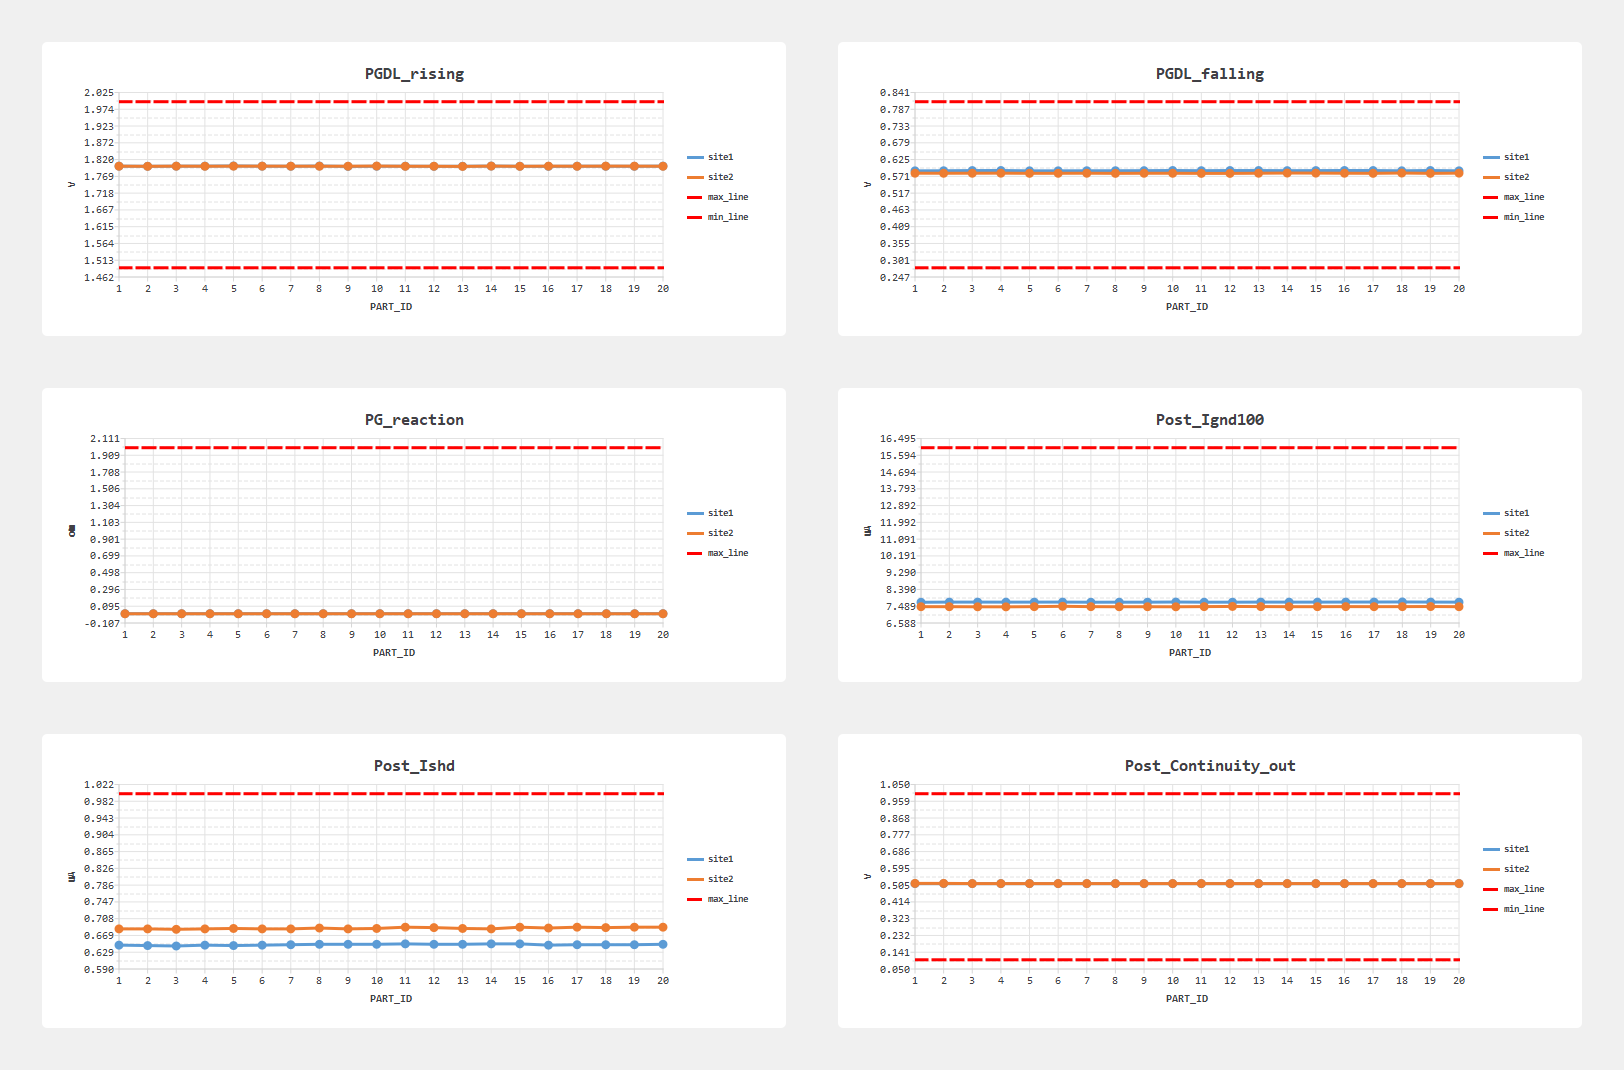 PGDL_rising
2.025
1.974
1.923
1.872
1.820
1.769
1.718
1.667
1.615
1.564
1.513
1.462
V
1 2 3 4 5 6 7 8 9 10 11 12 13 14 15 16 17 18 19 20
PART_ID
site1
site2
max_line
min_line
PGDL_falling
0.841
0.787
0.733
0.679
0.625
0.571
0.517
0.463
0.409
0.355
0.301
0.247
V
1 2 3 4 5 6 7 8 9 10 11 12 13 14 15 16 17 18 19 20
PART_ID
site1
site2
max_line
min_line
PG_reaction
2.111
1.909
1.708
1.506
1.304
1.103
0.901
0.699
0.498
0.296
0.095
-0.107
1 2 3 4 5 6 7 8 9 10 11 12 13 14 15 16 17 18 19 20
PART_ID
site1
site2
max_line
Post_Ignd100
16.495
15.594
14.694
13.793
12.892
11.992
11.091
10.191
9.290
8.390
7.489
6.588
1 2 3 4 5 6 7 8 9 10 11 12 13 14 15 16 17 18 19 20
PART_ID
site1
site2
max_line
Post_Ishd
1.022
0.982
0.943
0.904
0.865
0.826
0.786
0.747
0.708
0.669
0.629
0.590
1 2 3 4 5 6 7 8 9 10 11 12 13 14 15 16 17 18 19 20
PART_ID
site1
site2
max_line
Post_Continuity_out
1.050
0.959
0.868
0.777
0.686
0.595
0.505
0.414
0.323
0.232
0.141
0.050
V
1 2 3 4 5 6 7 8 9 10 11 12 13 14 15 16 17 18 19 20
PART_ID
site1
site2
max_line
min_line